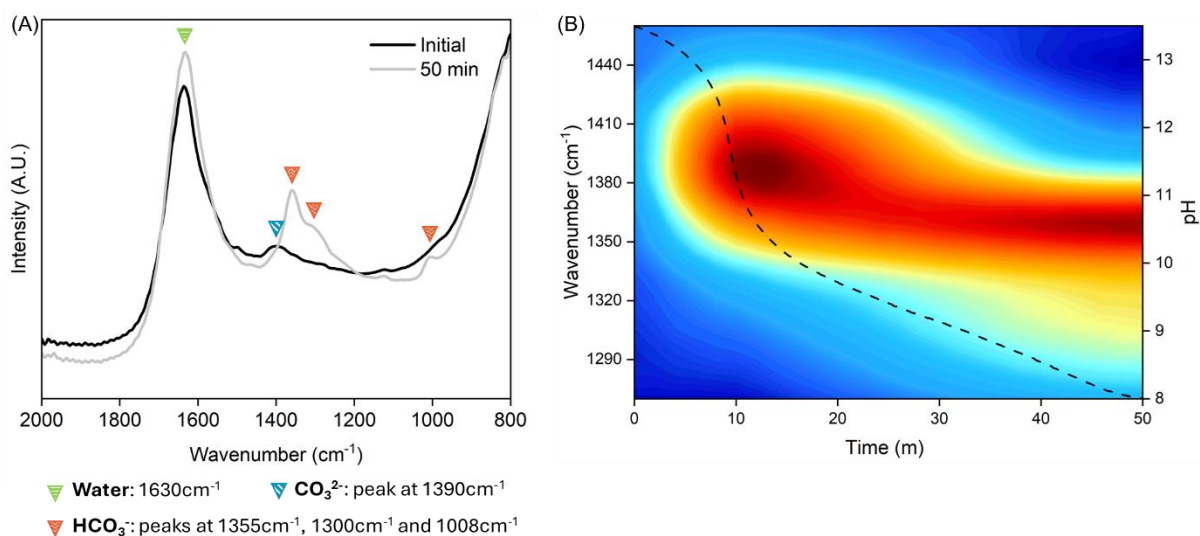 (A)
Initial
50 min
Intensity (A.U.)
2000 1800 1600 1400 1200 1000 800
Wavenumber (cm⁻¹)
Water: 1630cm⁻¹
CO₃²⁻: peak at 1390cm⁻¹
HCO₃⁻: peaks at 1355cm⁻¹, 1300cm⁻¹ and 1008cm⁻¹
(B)
Wavenumber (cm⁻¹)
1440
1410
1380
1350
1320
1290
13
12
11
10
9
8
pH
0 10 20 30 40 50
Time (m)